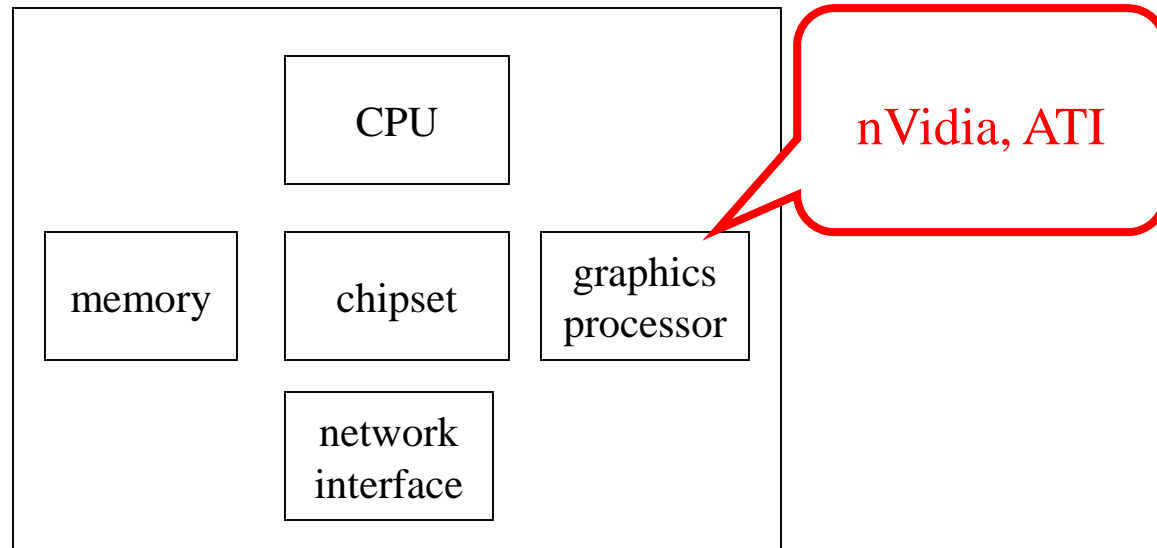 CPU
nVidia, ATI
memory
chipset
graphics
processor
network
interface